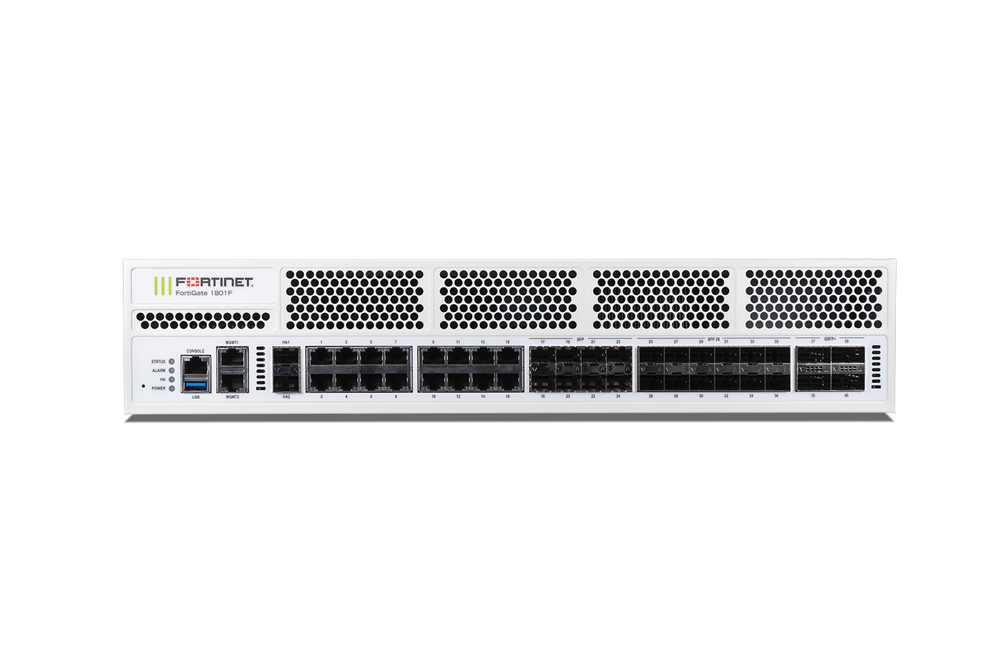 FORTINET
FortiGate 1801F
STATUS
ALARM
HA
POWER
CONSOLE
USB
MGMT1
MGMT2
HA1
HA2
1 3 5 7
2 4 6 8
9 11 13 15
10 12 14 16
SFP
17 19 21 23
18 20 22 24
SFP 28
25 27 29 31 33 35
26 28 30 32 34 36
QSFP+
37 39
38 40